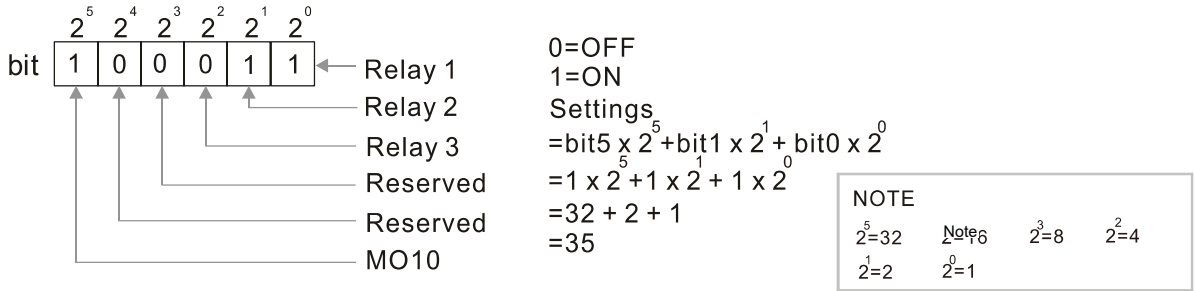 2⁵ 2⁴ 2³ 2² 2¹ 2⁰
bit 1 0 0 0 1 1
Relay 1
Relay 2
Relay 3
Reserved
Reserved
MO10
0=OFF
1=ON
Settings
=bit5 x 2⁵+bit1 x 2¹+ bit0 x 2⁰
=1 x 2⁵+1 x 2¹+ 1 x 2⁰
=32 + 2 + 1
=35
NOTE
2⁵=32 Note 6 2³=8 2²=4
2¹=2 2⁰=1